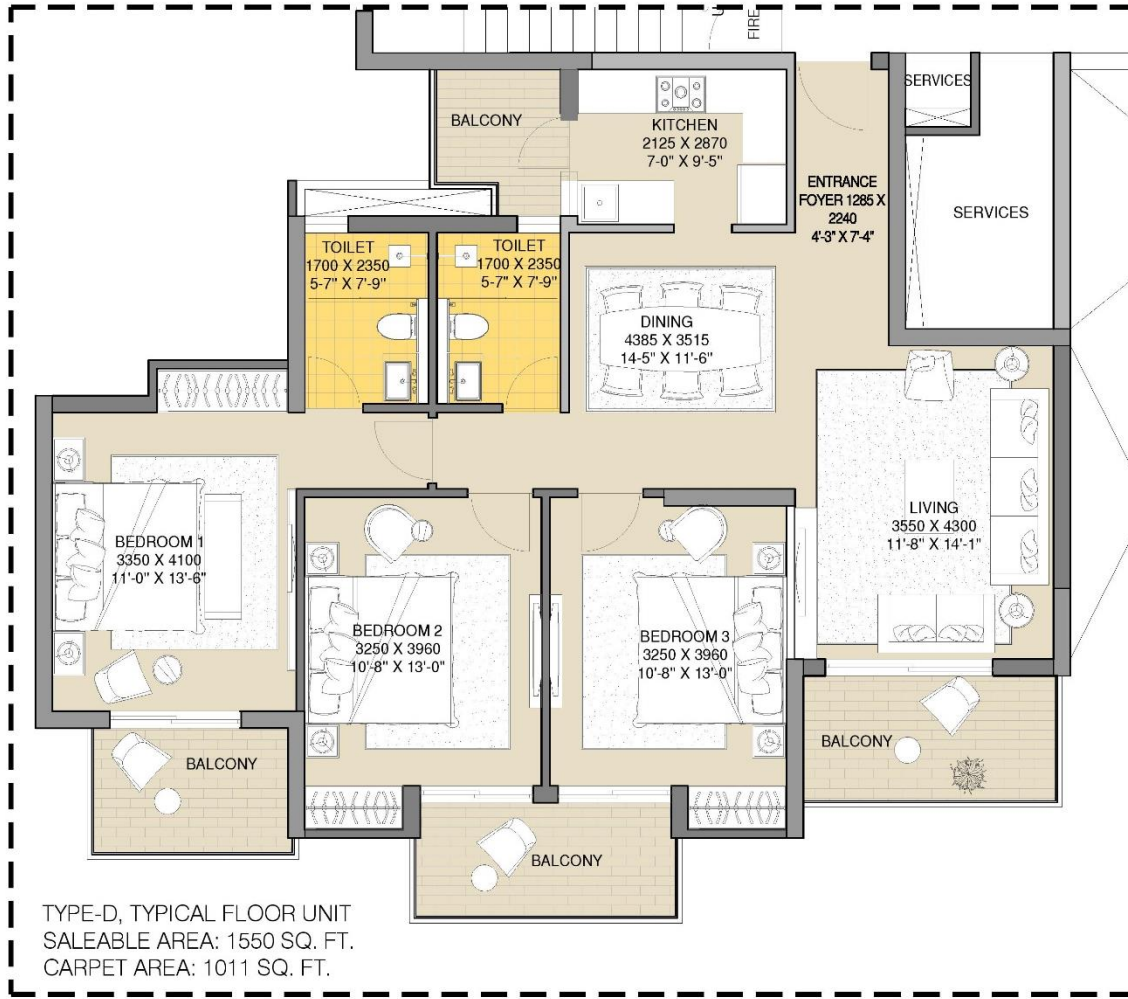 FIRE
SERVICES
BALCONY
KITCHEN
2125 X 2870
7-0" X 9'-5"
ENTRANCE
FOYER 1285 X
2240
4'-3" X 7'-4"
SERVICES
TOILET
1700 X 2350
5-7" X 7'-9"
TOILET
1700 X 2350
5-7" X 7'-9"
DINING
4385 X 3515
14-5" X 11'-6"
LIVING
3550 X 4300
11'-8" X 14'-1"
BEDROOM 1
3350 X 4100
11'-0" X 13'-6"
BEDROOM 2
3250 X 3960
10'-8" X 13'-0"
BEDROOM 3
3250 X 3960
10'-8" X 13'-0"
BALCONY
BALCONY
BALCONY
TYPE-D, TYPICAL FLOOR UNIT
SALEABLE AREA: 1550 SQ. FT.
CARPET AREA: 1011 SQ. FT.